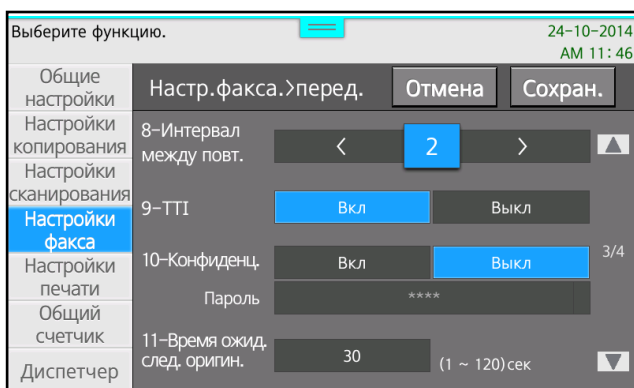 Выберите функцию.
24-10-2014
AM 11:46
Общие
настройки
Настройки
копирования
Настройки
сканирования
Настройки
факса
Настройки
печати
Общий
счетчик
Диспетчер
Настр.факса.>перед.
Отмена
Сохран.
8-Интервал
между повт.
< 2 >
9-TTI
Вкл
Выкл
10-Конфиденц.
Вкл
Выкл
3/4
Пароль
****
11-Время ожид.
след. оригин.
30
(1 ~ 120)сек